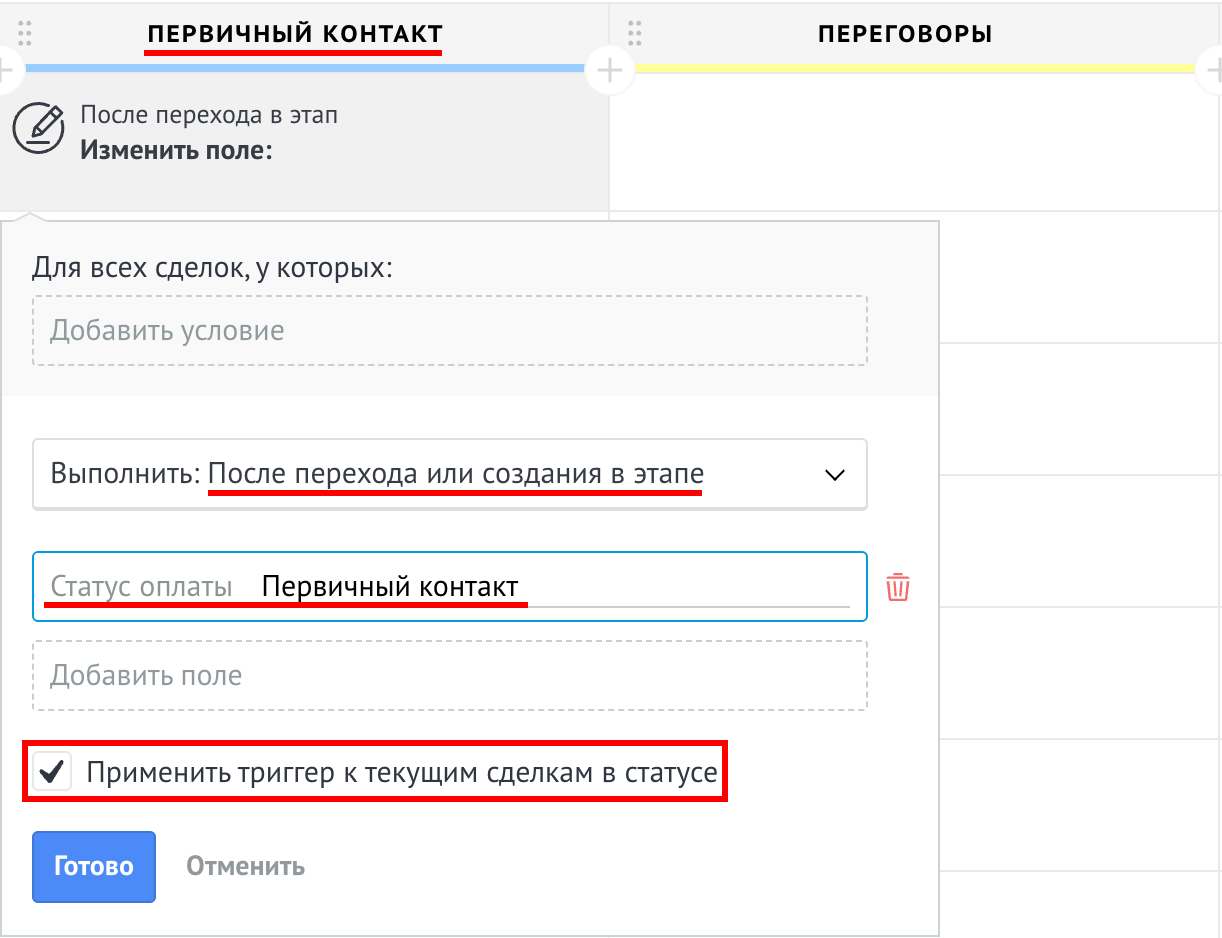 ПЕРВИЧНЫЙ КОНТАКТ
ПЕРЕГОВОРЫ
После перехода в этап
Изменить поле:
Для всех сделок, у которых:
Добавить условие
Выполнить: После перехода или создания в этапе
Статус оплаты Первичный контакт
Добавить поле
Применить триггер к текущим сделкам в статусе
Готово Отменить